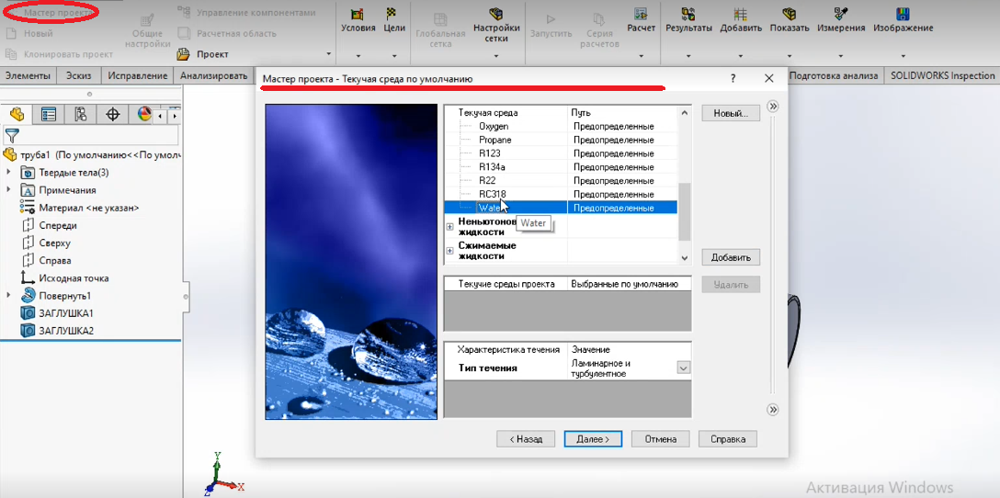 Мастер проекта
Новый
Клонировать проект
Общие
настройки
Управление компонентами
Расчетная область
Проект
Условия
Цели
Глобальная
сетка
Настройки
сетки
Запустить
Серия
расчетов
Расчет
Результаты
Добавить
Показать
Измерения
Изображение
Элементы
Эскиз
Исправление
Анализировать
Подготовка анализа
SOLIDWORKS Inspection
труба1 (По умолчанию<<По умолч
Твердые тела(3)
Примечания
Материал <не указан>
Спереди
Сверху
Справа
Исходная точка
Повернуть1
ЗАГЛУШКА1
ЗАГЛУШКА2
Мастер проекта - Текучая среда по умолчанию
?
Текучая среда Путь
Oxygen Предопределенные
Propane Предопределенные
R123 Предопределенные
R134a Предопределенные
R22 Предопределенные
RC318 Предопределенные
Water Предопределенные
Water
Неньютонов
жидкости
Сжимаемые
жидкости
Новый...
Добавить
Удалить
Текучие среды проекта Выбранные по умолчанию
Характеристика течения Значение
Тип течения Ламинарное и
турбулентное
< Назад
Далее >
Отмена
Справка
Y
X
Z
Активация Windows